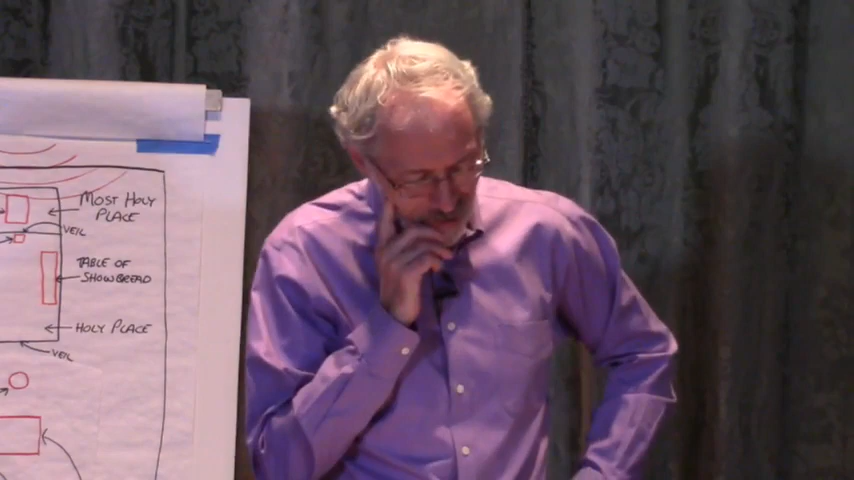 MOST HOLY
PLACE
VEIL
TABLE OF
SHOWBREAD
HOLY PLACE
VEIL